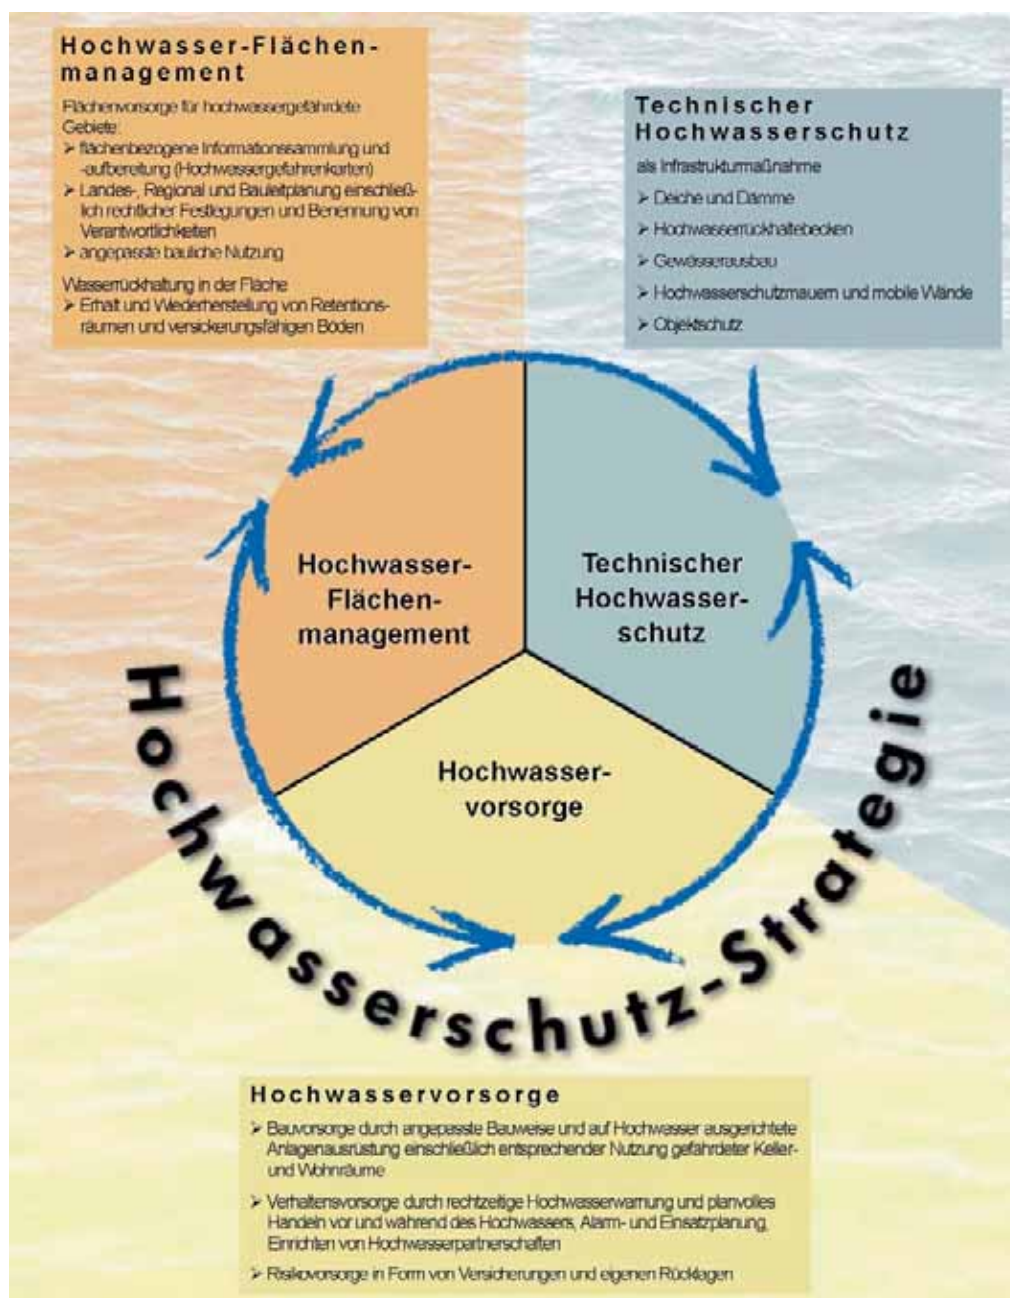 Hochwasser-Flächen-
management
Flächenvorsorge für hochwassergefährdete
Gebiete:
➢ flächenbezogene Informationssammlung und
-aufbereitung (Hochwassergefahrenkarten)
➢ Landes-, Regional und Bauleitplanung einschließ-
lich rechtlicher Festlegungen und Benennung von
Verantwortlichkeiten
➢ angepasste bauliche Nutzung
Wasserrückhaltung in der Fläche
➢ Erhalt und Wiederherstellung von Retentions-
räumen und versickerungsfähigen Böden
Technischer
Hochwasserschutz
als Infrastrukturmaßnahme
➢ Deiche und Dämme
➢ Hochwasserrückhaltebecken
➢ Gewässerausbau
➢ Hochwasserschutzmauern und mobile Wände
➢ Objektschutz
Hochwasser-
Flächen-
management
Technischer
Hochwasser-
schutz
Hochwasser-
vorsorge
Hochwasserschutz-Strategie
Hochwasservorsorge
➢ Bauvorsorge durch angepasste Bauweise und auf Hochwasser ausgerichtete
Anlagenausrüstung einschließlich entsprechender Nutzung gefährdeter Keller-
und Wohnräume
➢ Verhaltensvorsorge durch rechtzeitige Hochwasserwarnung und planvolles
Handeln vor und während des Hochwassers, Alarm- und Einsatzplanung,
Einrichten von Hochwasserpartnerschaften
➢ Risikovorsorge in Form von Versicherungen und eigenen Rücklagen